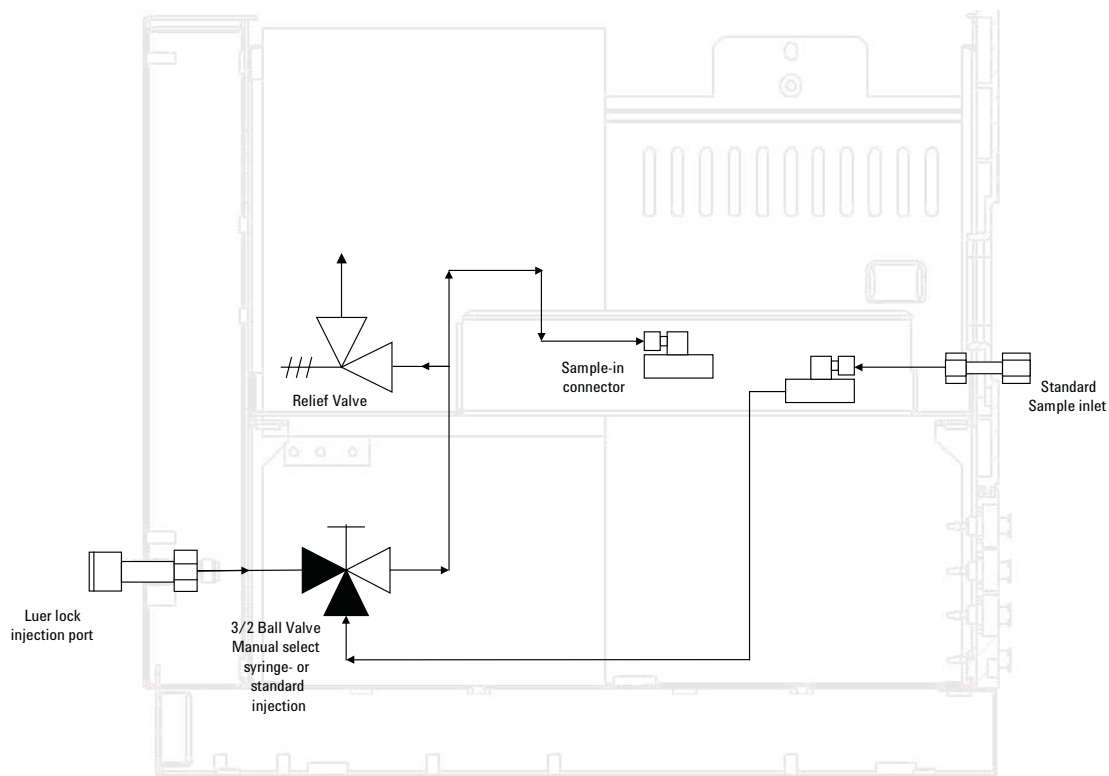 Relief Valve
Sample-in
connector
Standard
Sample inlet
Luer lock
injection port
3/2 Ball Valve
Manual select
syringe- or
standard
injection